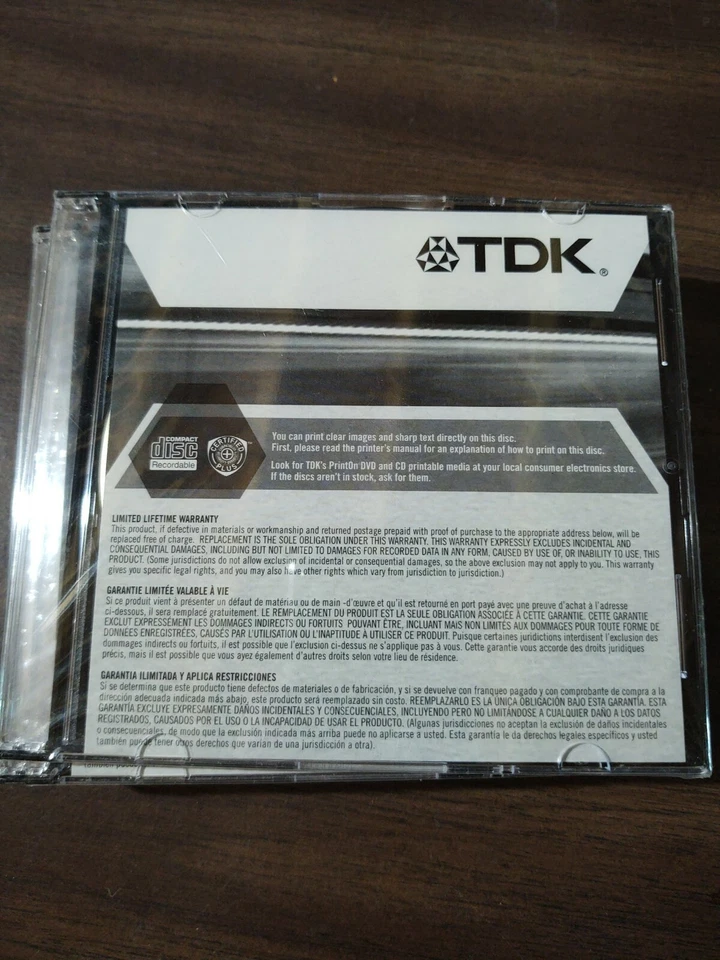 TDK®
COMPACT
disc
Recordable
CERTIFIED
PLUS
You can print clear images and sharp text directly on this disc.
First, please read the printer's manual for an explanation of how to print on this disc.
Look for TDK's PrintOn DVD and CD printable media at your local consumer electronics store.
If the discs aren't in stock, ask for them.
LIMITED LIFETIME WARRANTY
This product, if defective in materials or workmanship and returned postage prepaid with proof of purchase to the appropriate address below, will be
replaced free of charge. REPLACEMENT IS THE SOLE OBLIGATION UNDER THIS WARRANTY. THIS WARRANTY EXPRESSLY EXCLUDES INCIDENTAL AND
CONSEQUENTIAL DAMAGES, INCLUDING BUT NOT LIMITED TO DAMAGES FOR RECORDED DATA IN ANY FORM, CAUSED BY USE OF, OR INABILITY TO USE, THIS
PRODUCT. (Some jurisdictions do not allow exclusion of incidental or consequential damages, so the above exclusion may not apply to you. This warranty
gives you specific legal rights, and you may also have other rights which vary from jurisdiction to jurisdiction.)
GARANTIE LIMITÉE VALABLE À VIE
Si ce produit vient à présenter un défaut de matériau ou de main -d'œuvre et qu'il est retourné en port payé avec une preuve d'achat à l'adresse
ci-dessous, il sera remplacé gratuitement. LE REMPLACEMENT DU PRODUIT EST LA SEULE OBLIGATION ASSOCIÉE À CETTE GARANTIE. CETTE GARANTIE
EXCLUT EXPRESSÉMENT LES DOMMAGES INDIRECTS OU FORTUITS POUVANT ÊTRE, INCLUANT MAIS NON LIMITÉS AUX DOMMAGES POUR TOUTE FORME DE
DONNÉES ENREGISTRÉES, CAUSÉS PAR L'UTILISATION OU L'INAPTITUDE À UTILISER CE PRODUIT. Puisque certaines juridictions interdisent l'exclusion des
dommages indirects ou fortuits, il est possible que l'exclusion ci-dessus ne s'applique pas à vous. Cette garantie vous accorde des droits juridiques
précis, mais il est possible que vous ayez également d'autres droits selon votre lieu de résidence.
GARANTIA ILIMITADA Y APLICA RESTRICCIONES
Si se determina que este producto tiene defectos de materiales o de fabricación, y si se devuelve con franqueo pagado y con comprobante de compra a la
dirección adecuada indicada más abajo, este producto será reemplazado sin costo. REEMPLAZARLO ES LA ÚNICA OBLIGACIÓN BAJO ESTA GARANTÍA. ESTA
GARANTÍA EXCLUYE EXPRESAMENTE DAÑOS INCIDENTALES Y CONSECUENCIALES, INCLUYENDO PERO NO LIMITANDOSE A CUALQUIER DAÑO A LOS DATOS
REGISTRADOS, CAUSADOS POR EL USO O LA INCAPACIDAD DE USAR EL PRODUCTO. (Algunas jurisdicciones no aceptan la exclusión de daños incidentales
o consecuenciales, de modo que la exclusión indicada más arriba puede no aplicarse a usted. Esta garantía le da derechos legales específicos y usted
también puede tener otros derechos que varían de una jurisdicción a otra).